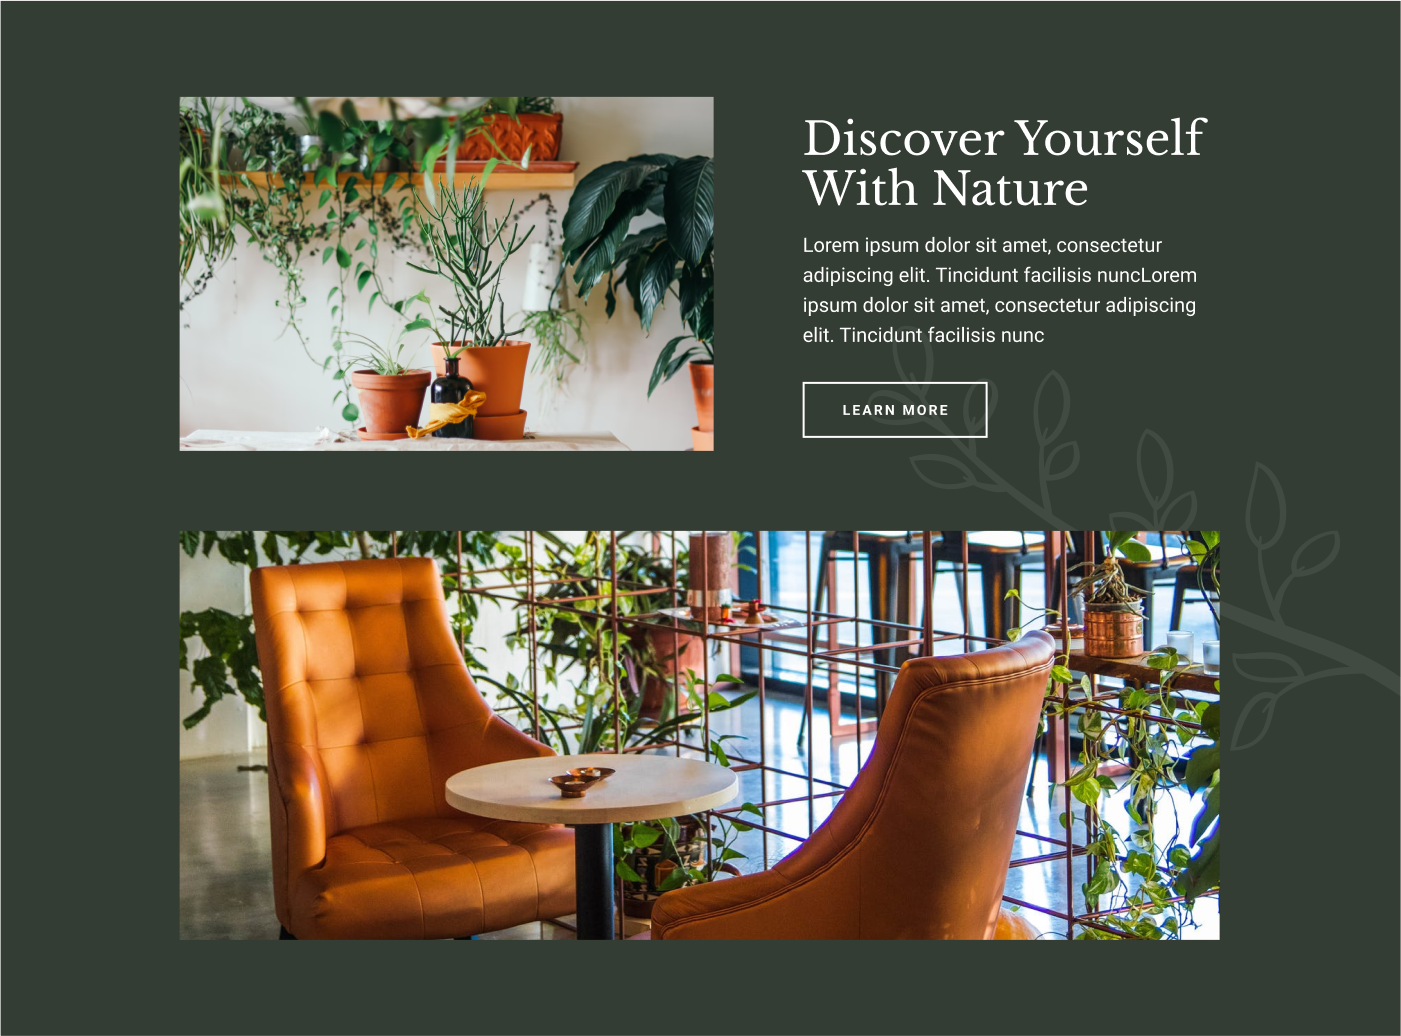 Discover Yourself
With Nature
Lorem ipsum dolor sit amet, consectetur
adipiscing elit. Tincidunt facilisis nuncLorem
ipsum dolor sit amet, consectetur adipiscing
elit. Tincidunt facilisis nunc
LEARN MORE